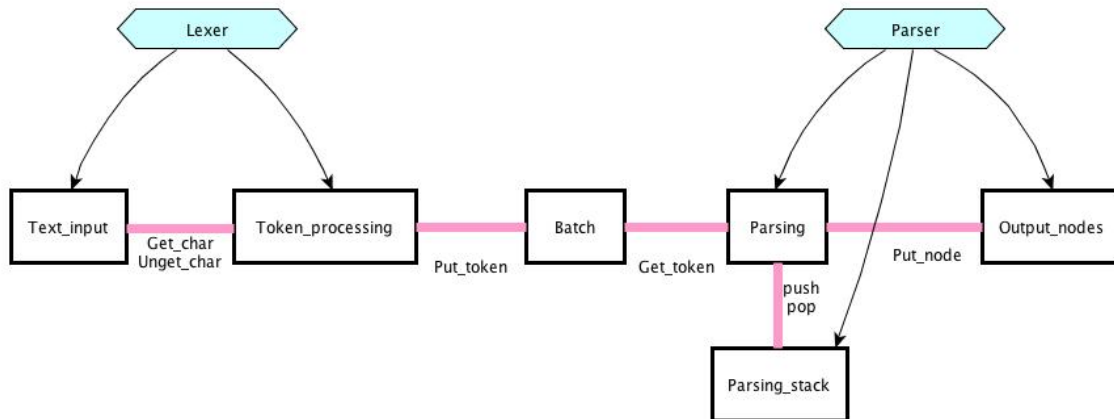 Lexer
Parser
Text_input
Get_char
Unget_char
Token_processing
Put_token
Batch
Get_token
Parsing
Put_node
Output_nodes
push
pop
Parsing_stack